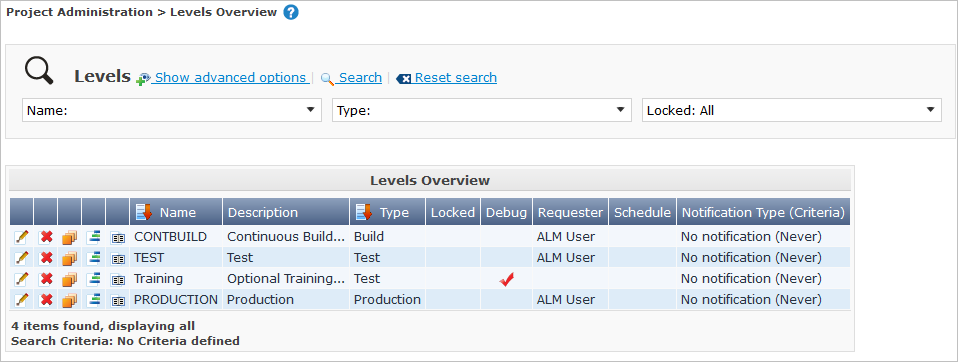 Project Administration > Levels Overview ?
Levels Show advanced options | Search | Reset search
Name: Type: Locked: All
Levels Overview
Name Description Type Locked Debug Requester Schedule Notification Type (Criteria)
CONTBUILD Continuous Build... Build ALM User No notification (Never)
TEST Test Test ALM User No notification (Never)
Training Optional Training... Test No notification (Never)
PRODUCTION Production Production ALM User No notification (Never)
4 items found, displaying all
Search Criteria: No Criteria defined